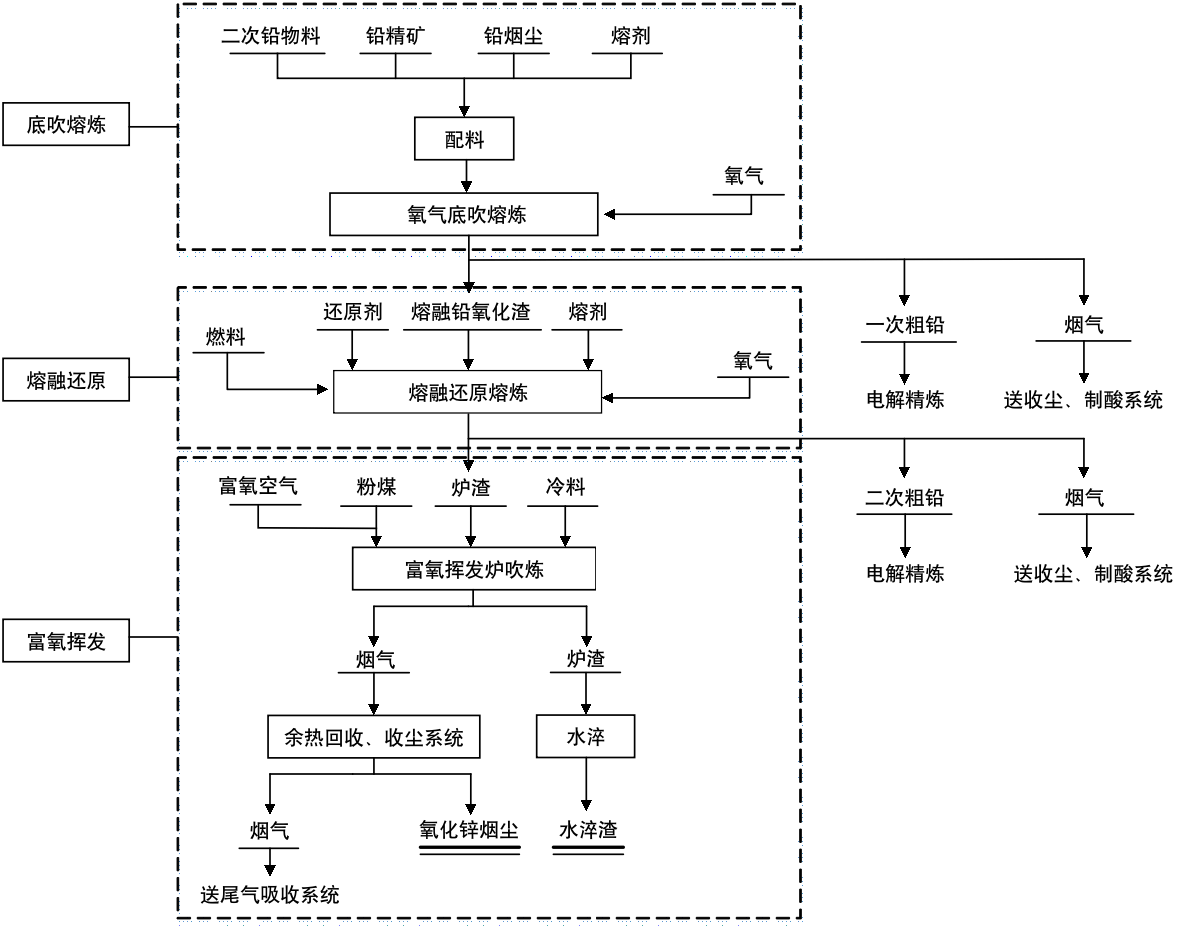 二次铅物料
铅精矿
铅烟尘
熔剂
底吹熔炼
配料
氧气
氧气底吹熔炼
还原剂
熔融铅氧化渣
熔剂
一次粗铅
烟气
燃料
氧气
熔融还原
熔融还原熔炼
电解精炼
送收尘、制酸系统
富氧空气
粉煤
炉渣
冷料
二次粗铅
烟气
富氧挥发炉吹炼
电解精炼
送收尘、制酸系统
富氧挥发
烟气
炉渣
余热回收、收尘系统
水淬
烟气
氧化锌烟尘
水淬渣
送尾气吸收系统